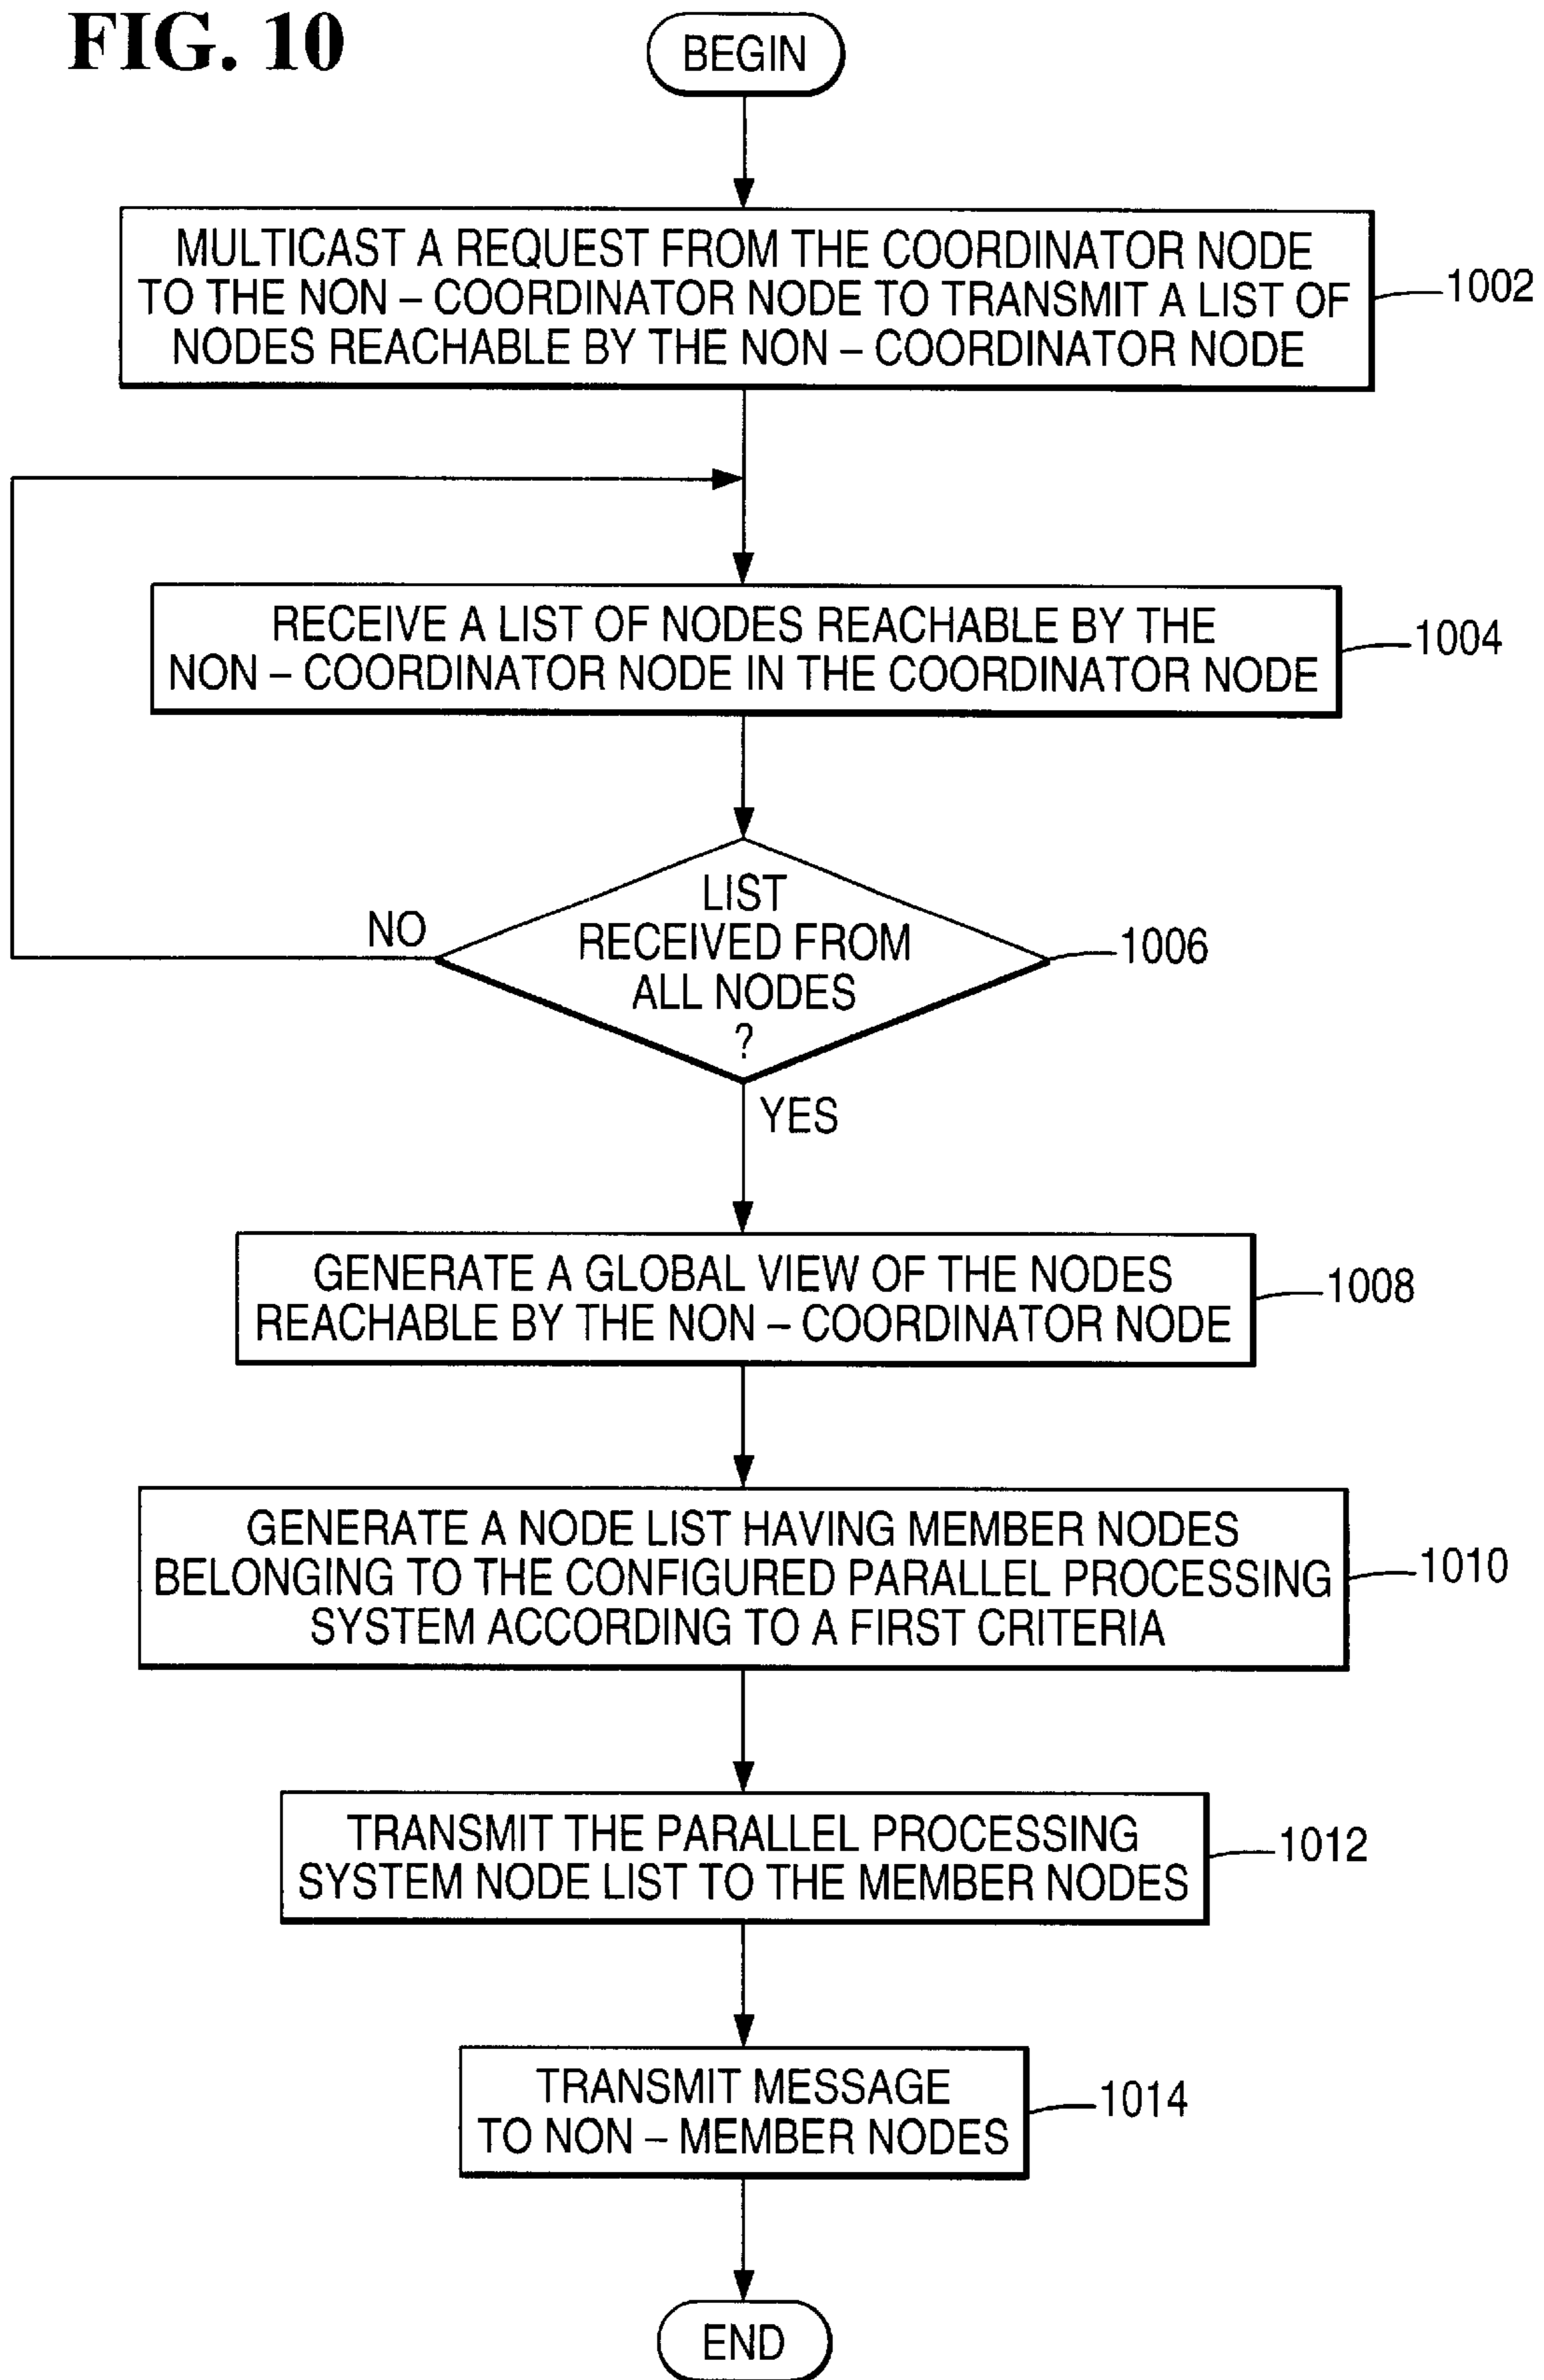 FIG. 10
BEGIN
MULTICAST A REQUEST FROM THE COORDINATOR NODE
TO THE NON – COORDINATOR NODE TO TRANSMIT A LIST OF
NODES REACHABLE BY THE NON – COORDINATOR NODE
1002
RECEIVE A LIST OF NODES REACHABLE BY THE
NON – COORDINATOR NODE IN THE COORDINATOR NODE
1004
LIST
RECEIVED FROM
ALL NODES
?
NO
1006
YES
GENERATE A GLOBAL VIEW OF THE NODES
REACHABLE BY THE NON – COORDINATOR NODE
1008
GENERATE A NODE LIST HAVING MEMBER NODES
BELONGING TO THE CONFIGURED PARALLEL PROCESSING
SYSTEM ACCORDING TO A FIRST CRITERIA
1010
TRANSMIT THE PARALLEL PROCESSING
SYSTEM NODE LIST TO THE MEMBER NODES
1012
TRANSMIT MESSAGE
TO NON – MEMBER NODES
1014
END